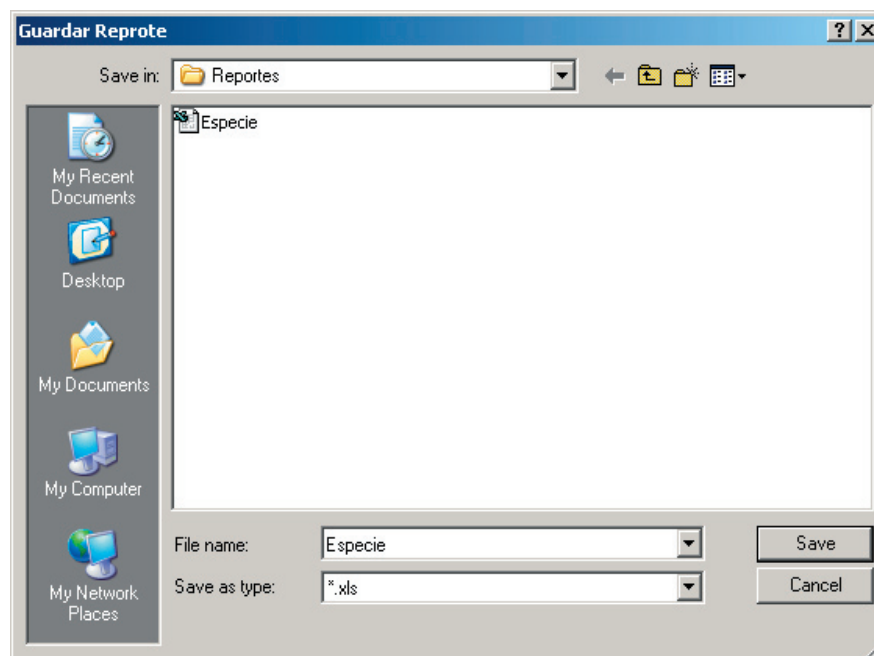 Guardar Reprote
Save in:
Reportes
Especie
My Recent
Documents
Desktop
My Documents
My Computer
My Network
Places
File name:
Especie
Save
Save as type:
*.xls
Cancel